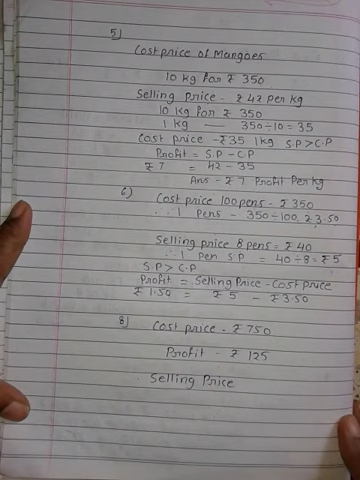 5)
Cost price of Mangoes
10 kg for ₹ 350
Selling price - ₹ 42 per kg
10 kg for ₹ 350
1 kg — 350÷10 = 35
Cost price - ₹35 1kg S.P > C.P
Profit = S.P - C.P
₹ 7 = 42 - 35
Ans - ₹ 7 Profit Per kg
6) Cost price 100 pens - ₹ 350
∴ 1 pens - 350÷100, ₹3.50
Selling price 8 pens = ₹ 40
∴ 1 pen S.P = 40÷8 = ₹5
S.P > C.P
Profit = Selling Price - Cost price
₹ 1.50 = ₹ 5 - ₹3.50
8) Cost price - ₹ 750
Profit - ₹ 125
Selling Price